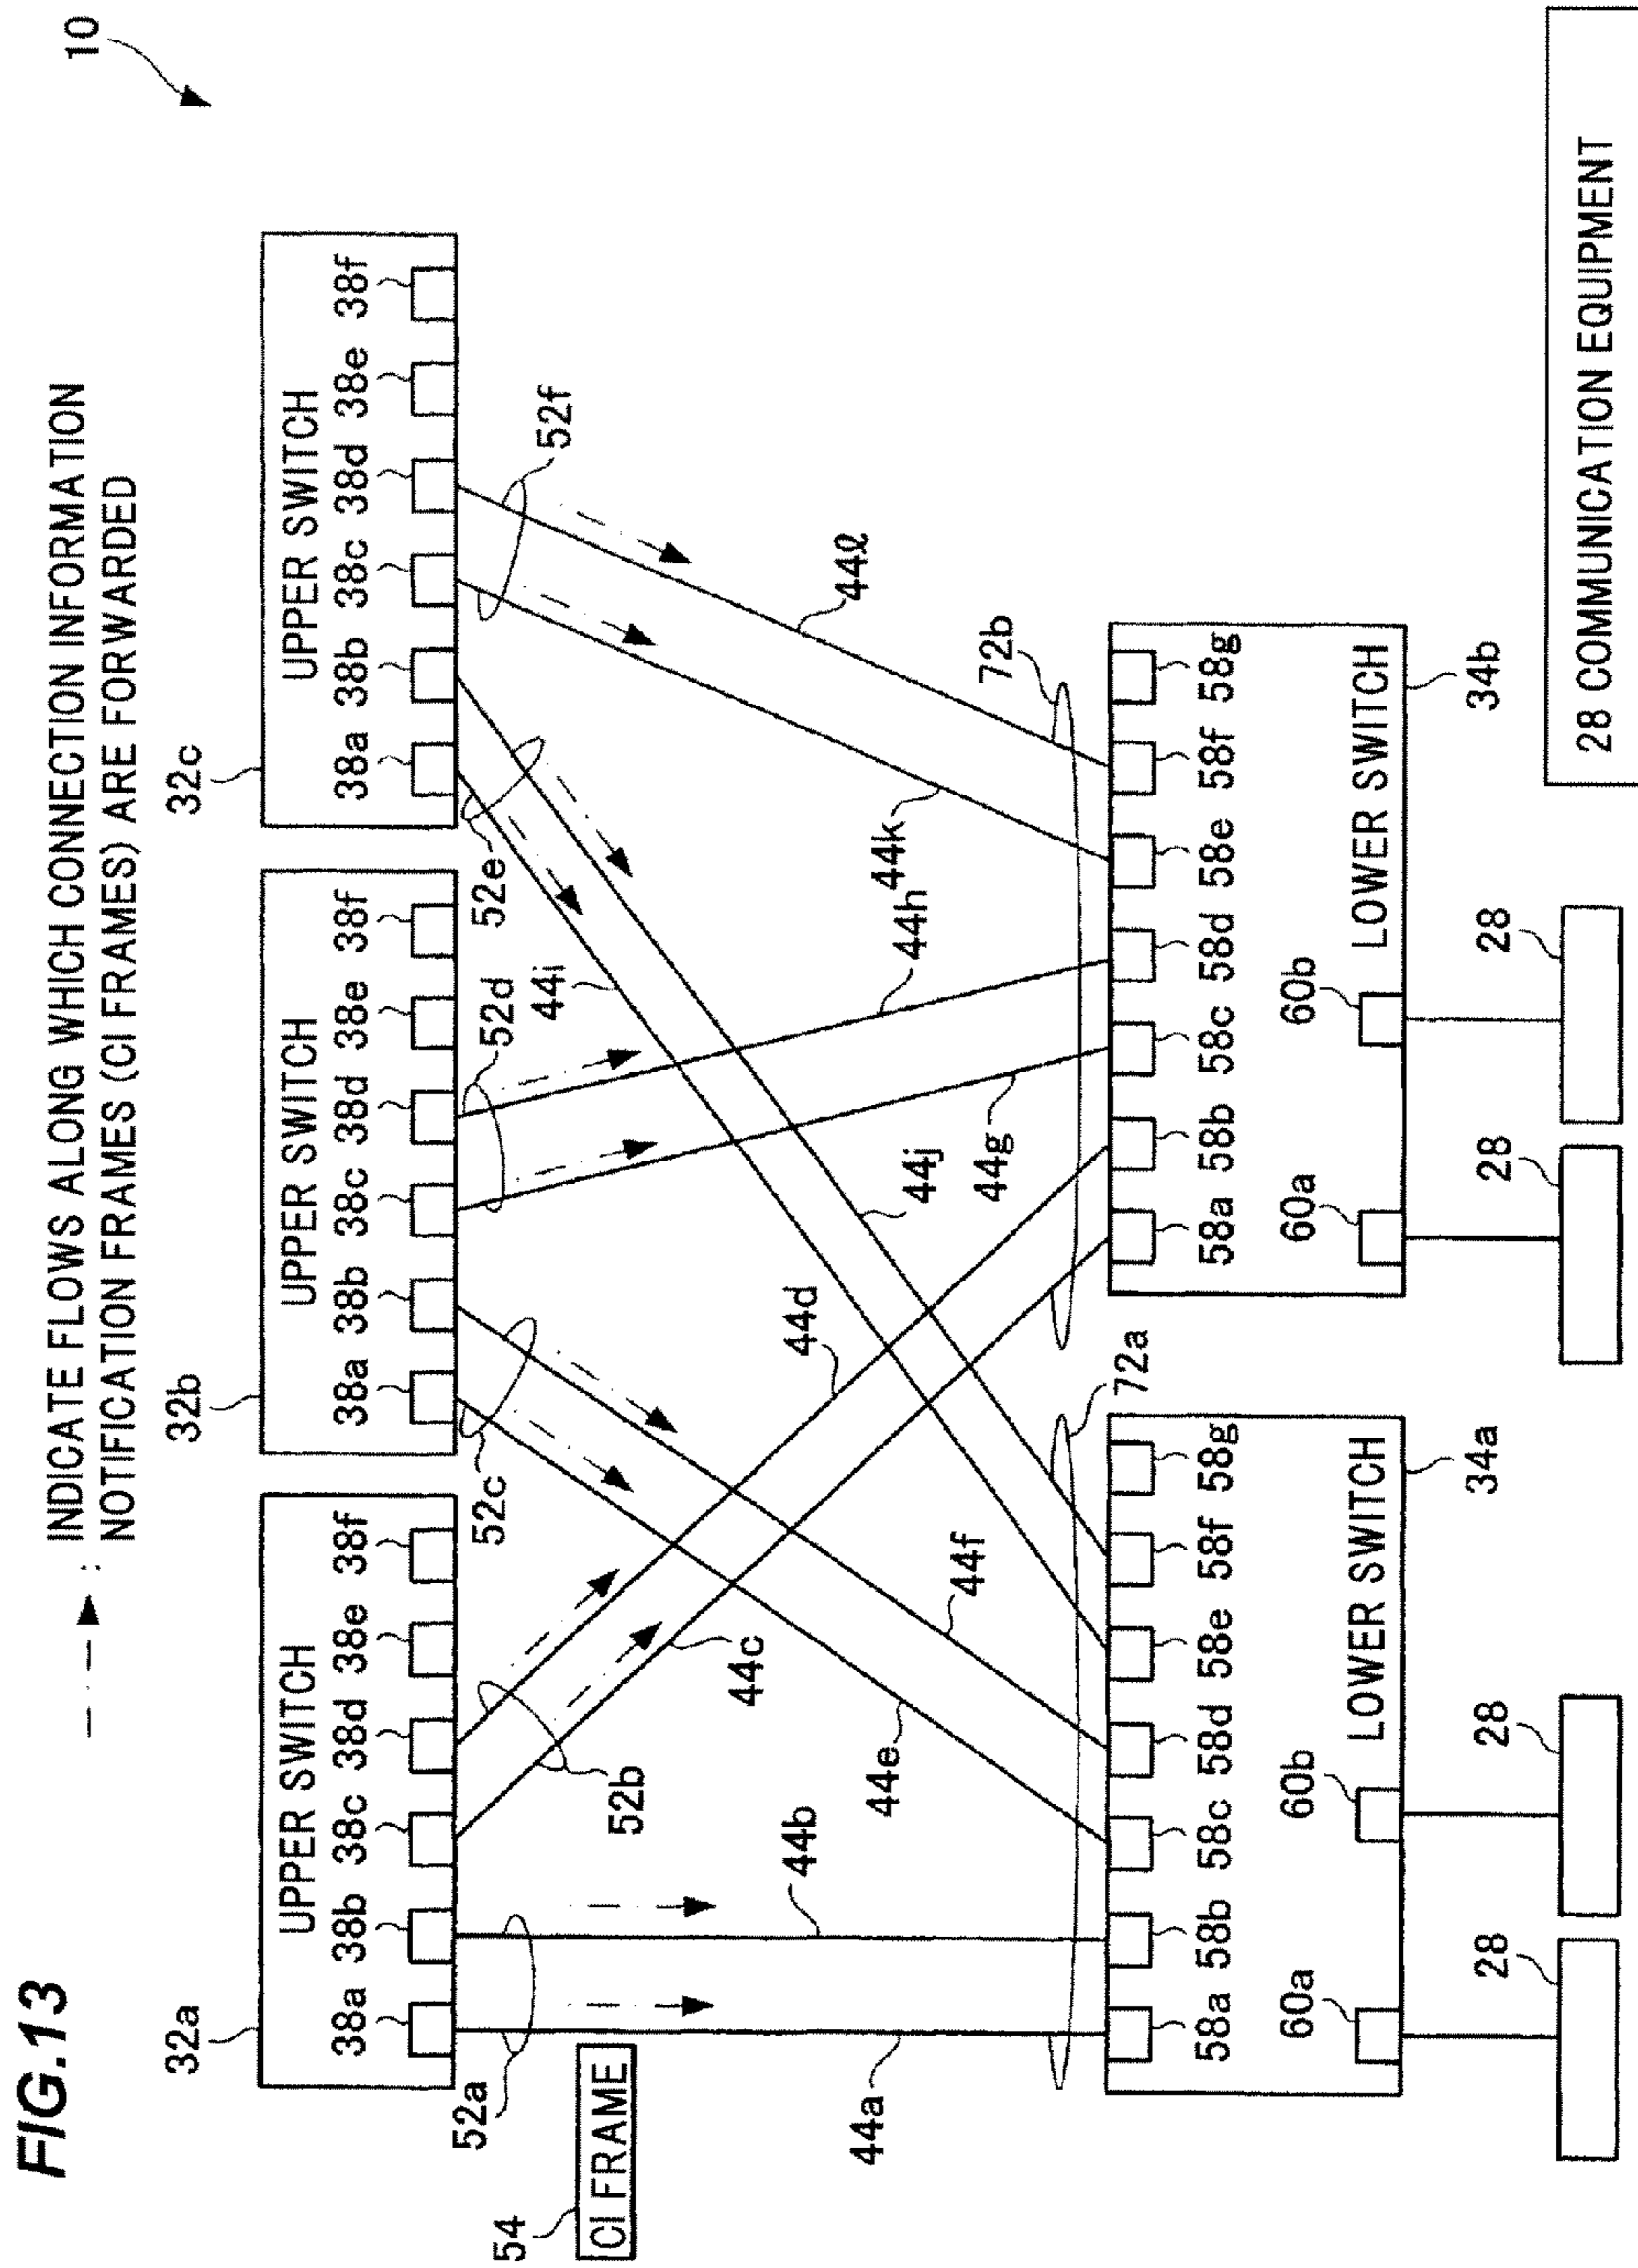 FIG.13
INDICATE FLOWS ALONG WHICH CONNECTION INFORMATION
NOTIFICATION FRAMES (CI FRAMES) ARE FORWARDED
10
32a
32b
32c
UPPER SWITCH
UPPER SWITCH
UPPER SWITCH
38a 38b 38c 38d 38e 38f
38a 38b 38c 38d 38e 38f
38a 38b 38c 38d 38e 38f
52a
52b
52c
52d
52e
52f
54
CI FRAME
44a
44b
44c
44d
44e
44f
44g
44h
44i
44j
44k
44ℓ
72a
72b
58a 58b 58c 58d 58e 58f 58g
58a 58b 58c 58d 58e 58f 58g
60a
60b
LOWER SWITCH
34a
60a
60b
LOWER SWITCH
34b
28
28
28
28
28 COMMUNICATION EQUIPMENT